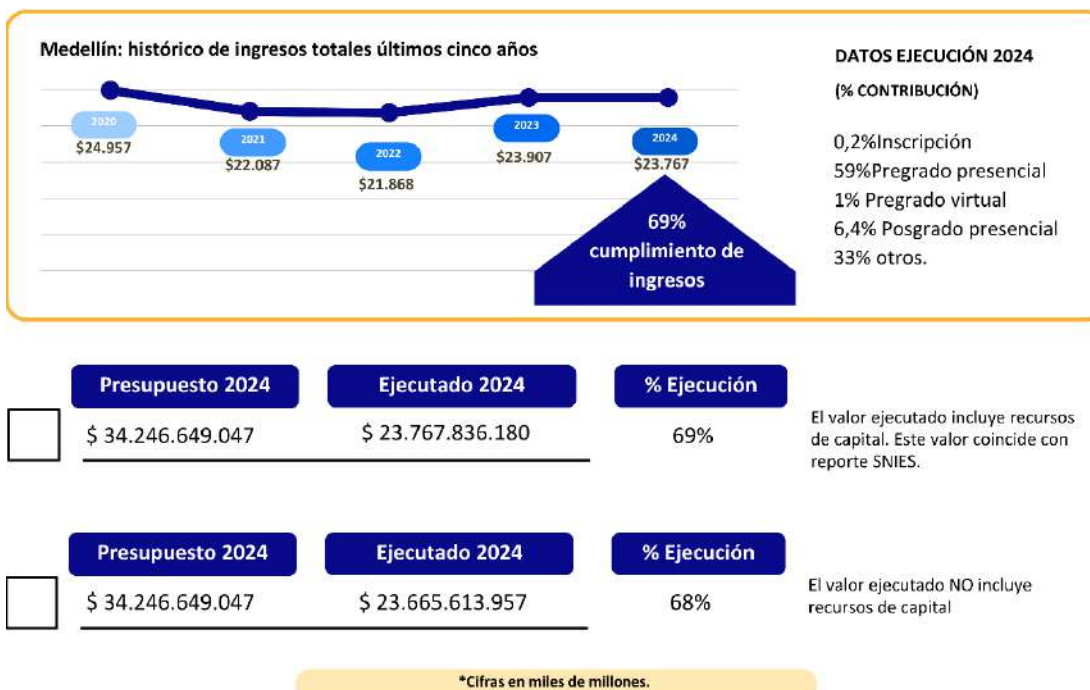 Medellín: histórico de ingresos totales últimos cinco años
2020
$24.957
2021
$22.087
2022
$21.868
2023
$23.907
2024
$23.767
69%
cumplimiento de
ingresos
DATOS EJECUCIÓN 2024
(% CONTRIBUCIÓN)
0,2%Inscripción
59%Pregrado presencial
1% Pregrado virtual
6,4% Posgrado presencial
33% otros.
Presupuesto 2024
Ejecutado 2024
% Ejecución
$ 34.246.649.047
$ 23.767.836.180
69%
El valor ejecutado incluye recursos
de capital. Este valor coincide con
reporte SNIES.
Presupuesto 2024
Ejecutado 2024
% Ejecución
$ 34.246.649.047
$ 23.665.613.957
68%
El valor ejecutado NO incluye
recursos de capital
*Cifras en miles de millones.